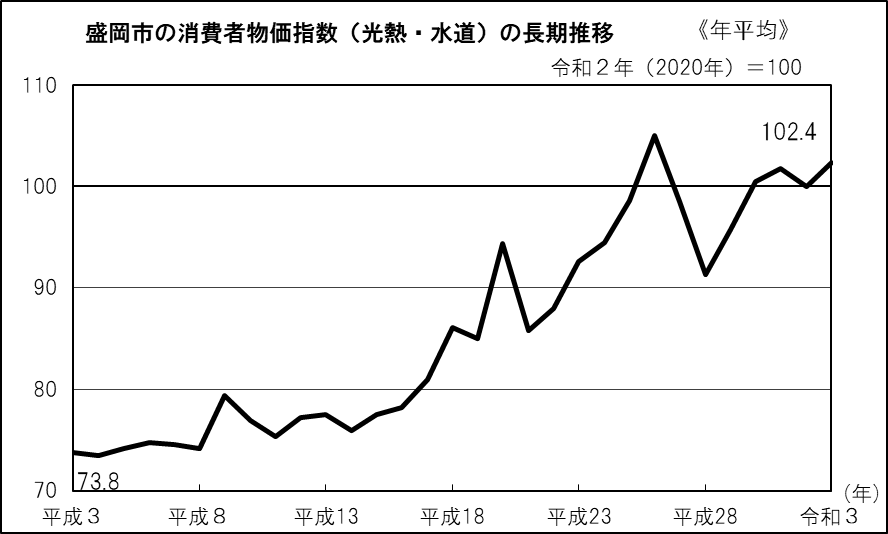 盛岡市の消費者物価指数（光熱・水道）の長期推移 《年平均》
令和２年（2020年）＝100
110
102.4
100
90
80
73.8
70
平成３ 平成８ 平成13 平成18 平成23 平成28 令和３ (年)